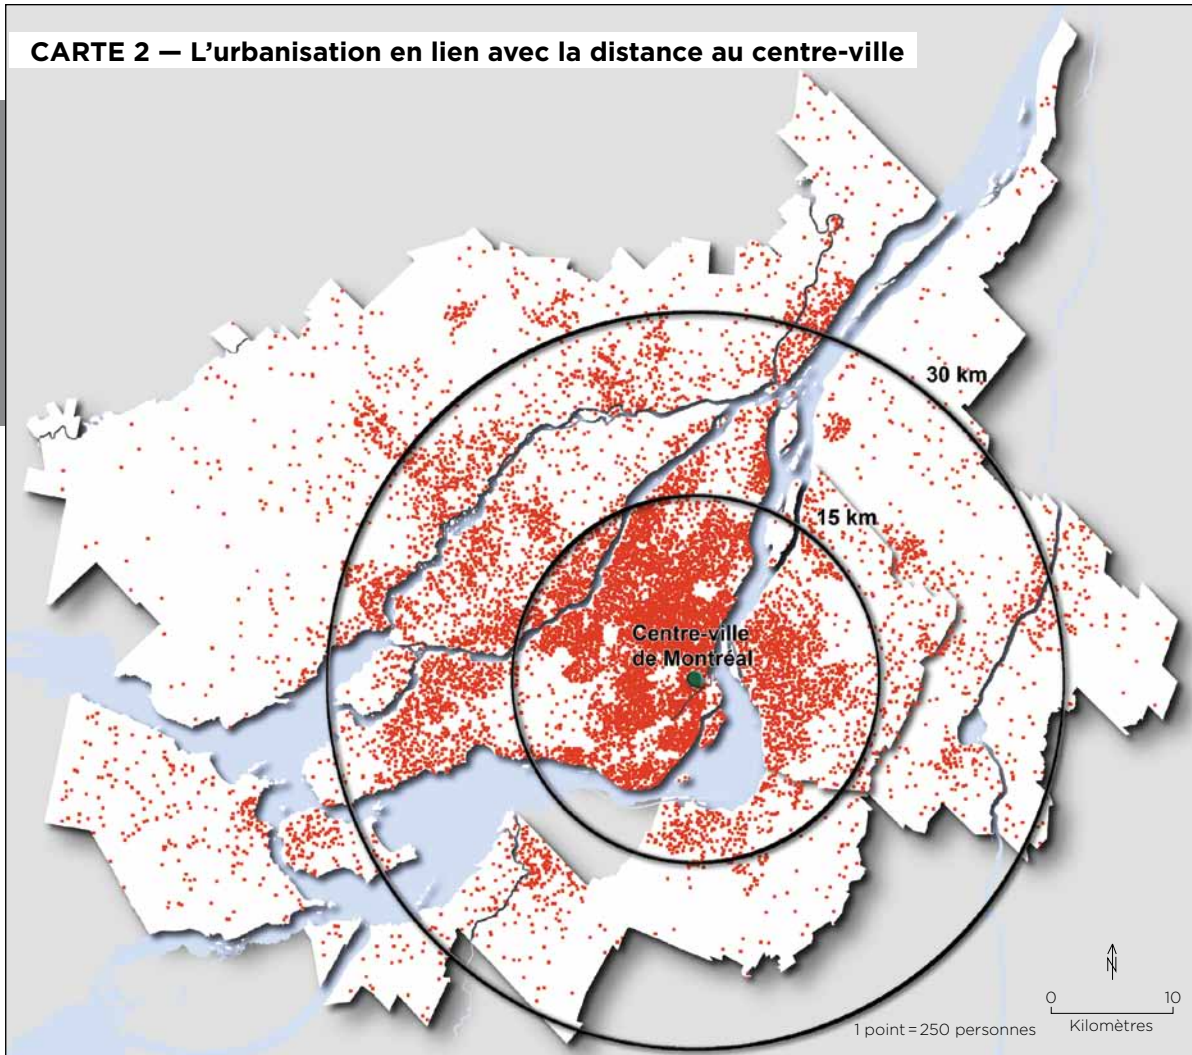 CARTE 2 — L’urbanisation en lien avec la distance au centre-ville
30 km
15 km
Centre-ville
de Montréal
N
0 10
Kilomètres
1 point = 250 personnes